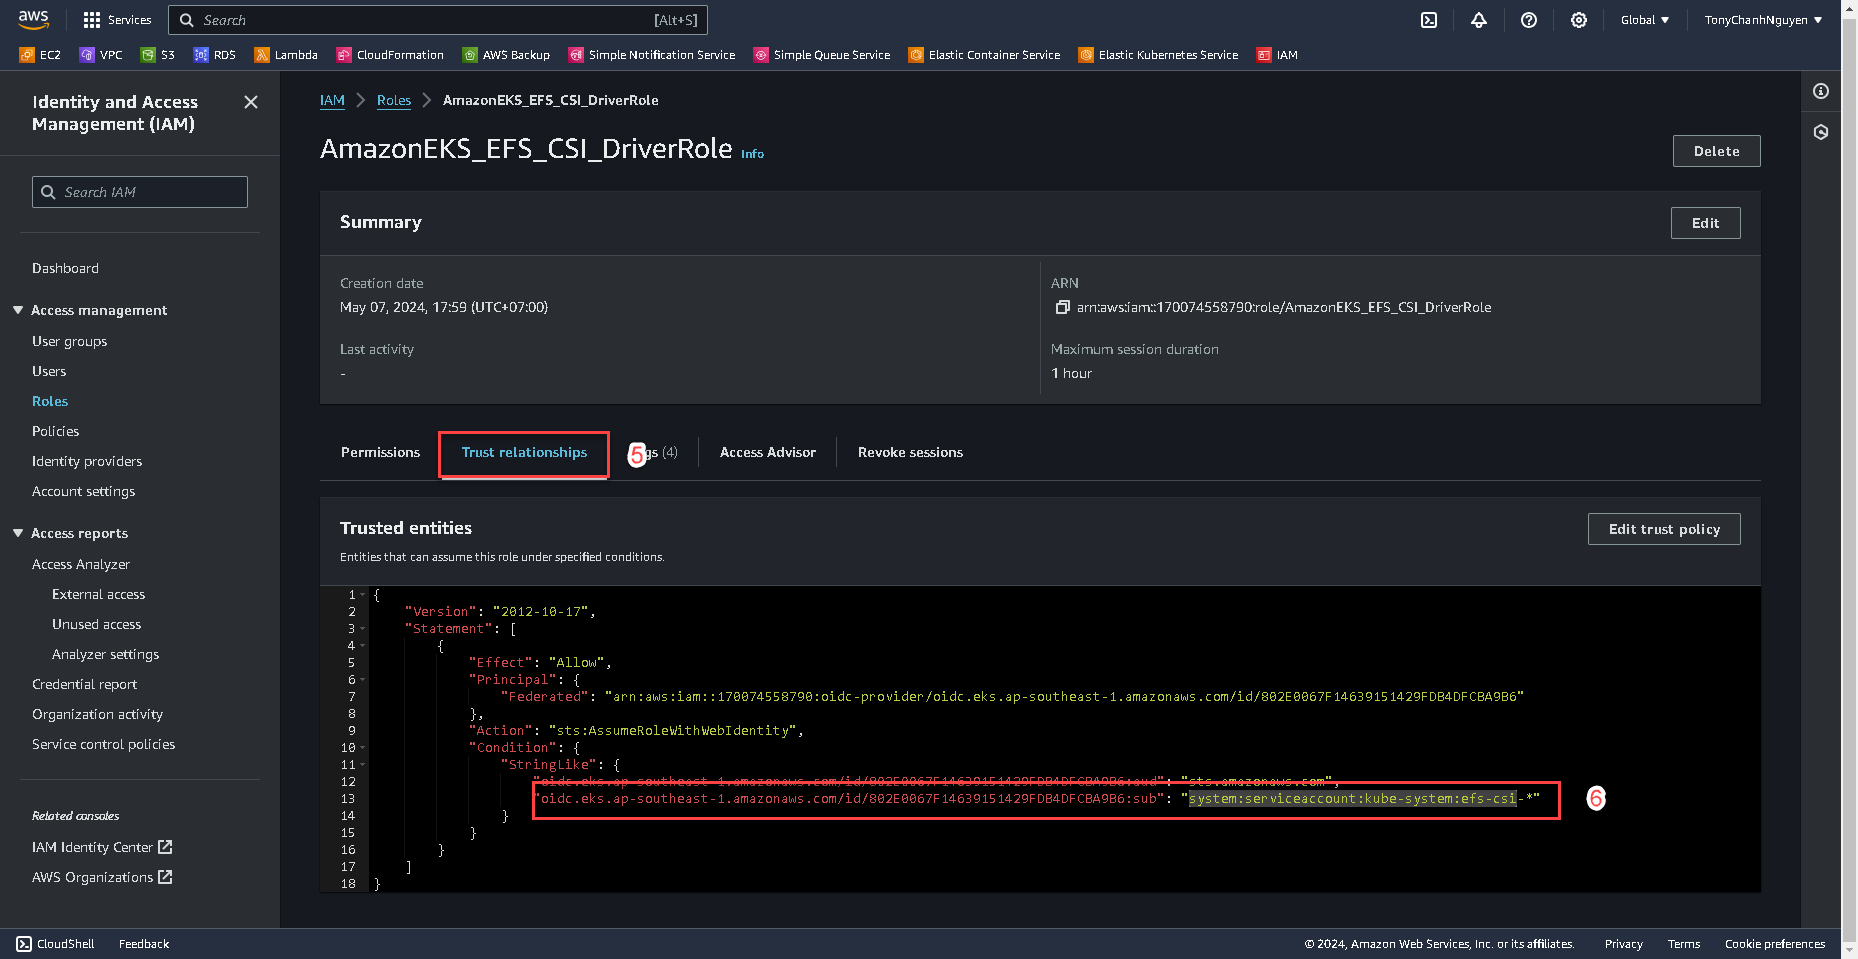 aws
Services
Search
[Alt+S]
Global ▼
TonyChanhNguyen ▼
EC2
VPC
S3
RDS
Lambda
CloudFormation
AWS Backup
Simple Notification Service
Simple Queue Service
Elastic Container Service
Elastic Kubernetes Service
IAM
Identity and Access
Management (IAM)
Search IAM
Dashboard
Access management
User groups
Users
Roles
Policies
Identity providers
Account settings
Access reports
Access Analyzer
External access
Unused access
Analyzer settings
Credential report
Organization activity
Service control policies
Related consoles
IAM Identity Center
AWS Organizations
IAM > Roles > AmazonEKS_EFS_CSI_DriverRole
AmazonEKS_EFS_CSI_DriverRole Info
Delete
Summary
Edit
Creation date
May 07, 2024, 17:59 (UTC+07:00)
ARN
arn:aws:iam::170074558790:role/AmazonEKS_EFS_CSI_DriverRole
Last activity
-
Maximum session duration
1 hour
Permissions
Trust relationships
5
gs (4)
Access Advisor
Revoke sessions
Trusted entities
Edit trust policy
Entities that can assume this role under specified conditions.
1 {
2 "Version": "2012-10-17",
3 "Statement": [
4 {
5 "Effect": "Allow",
6 "Principal": {
7 "Federated": "arn:aws:iam::170074558790:oidc-provider/oidc.eks.ap-southeast-1.amazonaws.com/id/802E0067F14639151429FDB4DFCBA9B6"
8 },
9 "Action": "sts:AssumeRoleWithWebIdentity",
10 "Condition": {
11 "StringLike": {
12 "oidc.eks.ap-southeast-1.amazonaws.com/id/802E0067F14639151429FDB4DFCBA9B6:aud": "sts.amazonaws.com",
13 "oidc.eks.ap-southeast-1.amazonaws.com/id/802E0067F14639151429FDB4DFCBA9B6:sub": "system:serviceaccount:kube-system:efs-csi-*"
6
14 }
15 }
16 }
17 ]
18 }
CloudShell
Feedback
© 2024, Amazon Web Services, Inc. or its affiliates.
Privacy
Terms
Cookie preferences